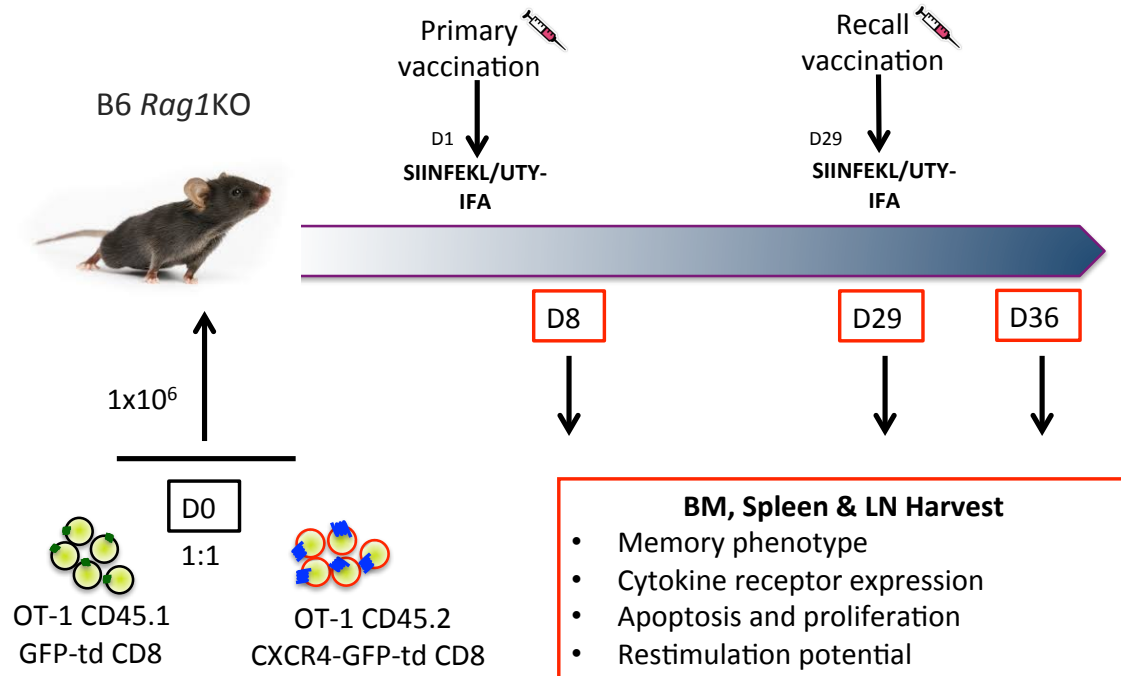 Primary
vaccination
Recall
vaccination
B6 Rag1KO
D1
SIINFEKL/UTY-
IFA
D29
SIINFEKL/UTY-
IFA
D8
D29
D36
1x10⁶
D0
1:1
OT-1 CD45.1
GFP-td CD8
OT-1 CD45.2
CXCR4-GFP-td CD8
BM, Spleen & LN Harvest
• Memory phenotype
• Cytokine receptor expression
• Apoptosis and proliferation
• Restimulation potential